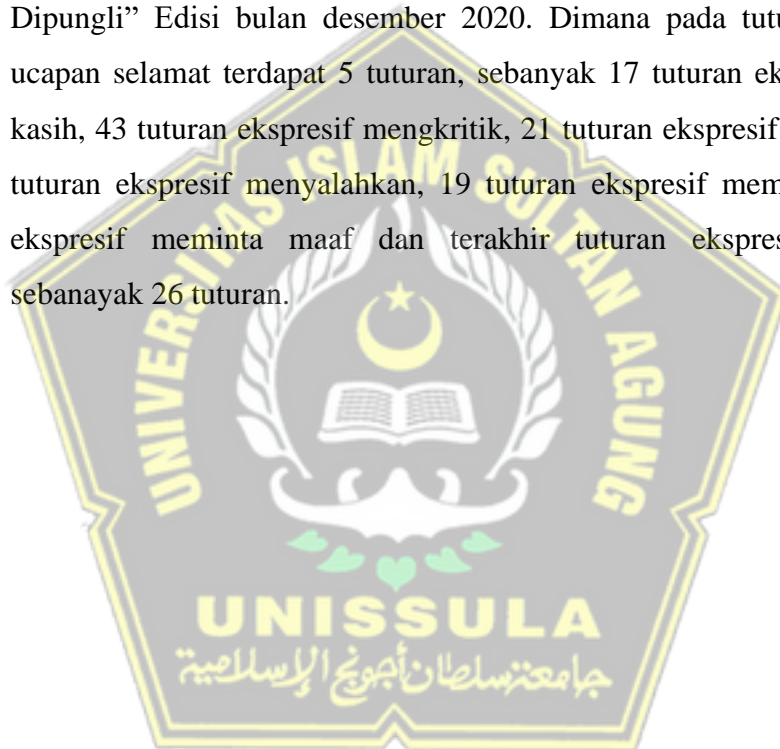 Dipungli” Edisi bulan desember 2020. Dimana pada tutu
ucapan selamat terdapat 5 tuturan, sebanyak 17 tuturan ek
kasih, 43 tuturan ekspresif mengkritik, 21 tuturan ekspresif
tuturan ekspresif menyalahkan, 19 tuturan ekspresif mem
ekspresif meminta maaf dan terakhir tuturan ekspres
sebanayak 26 tuturan.
UNIVERSITAS ISLAM SULTAN AGUNG
UNISSULA
جامعتسلطان أجونج الإسلامية